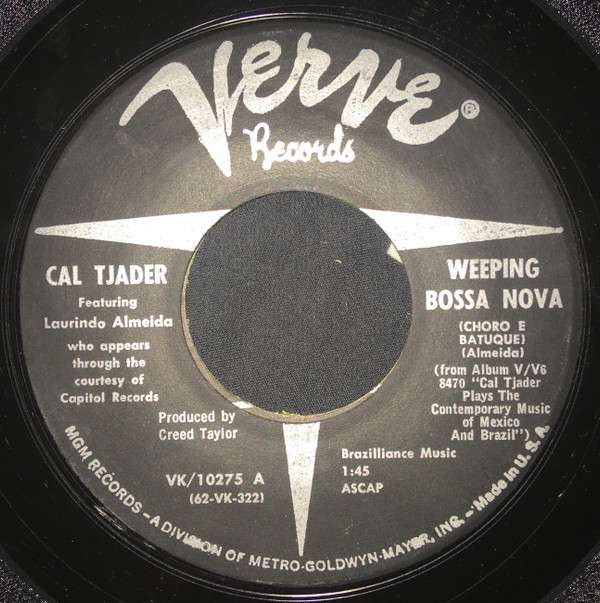 Verve®
Records
CAL TJADER
Featuring
Laurindo Almeida
who appears
through the
courtesy of
Capitol Records
WEEPING
BOSSA NOVA
(CHORO E
BATUQUE)
(Almeida)
(from Album V/V6
8470 "Cal Tjader
Plays The
Contemporary Music
of Mexico
And Brazil")
Produced by
Creed Taylor
VK/10275 A
(62-VK-322)
Brazilliance Music
1:45
ASCAP
MGM RECORDS — A DIVISION OF METRO-GOLDWYN-MAYER, INC. — Made in U. S. A.